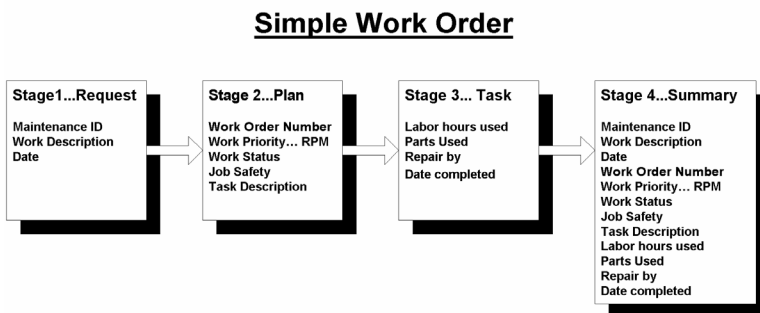 Simple Work Order
Stage1...Request
Maintenance ID
Work Description
Date
Stage 2...Plan
Work Order Number
Work Priority... RPM
Work Status
Job Safety
Task Description
Stage 3... Task
Labor hours used
Parts Used
Repair by
Date completed
Stage 4...Summary
Maintenance ID
Work Description
Date
Work Order Number
Work Priority... RPM
Work Status
Job Safety
Task Description
Labor hours used
Parts Used
Repair by
Date completed